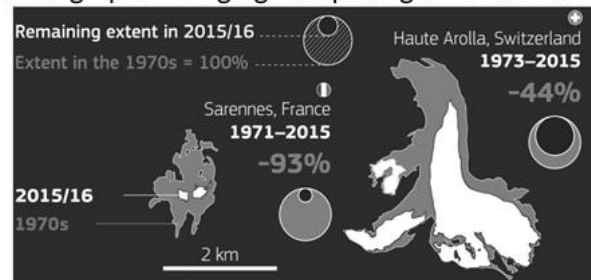 Remaining extent in 2015/16
Extent in the 1970s = 100%
Sarennes, France
1971–2015
-93%
2015/16
1970s
2 km
Haute Arolla, Switzerland
1973–2015
-44%